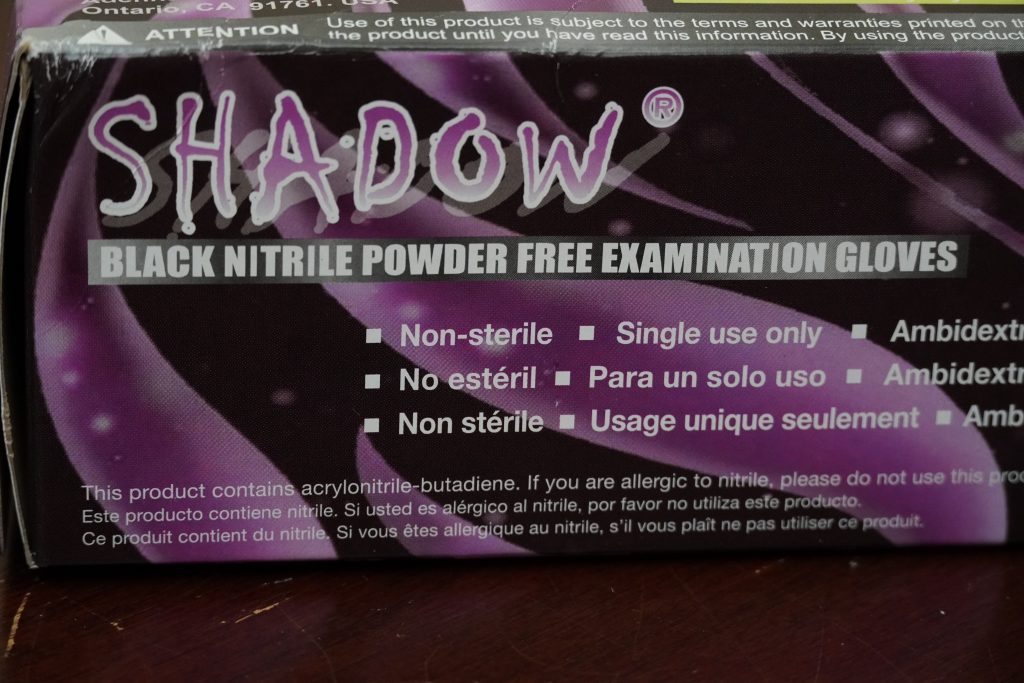 Ontario, CA 91761. USA
ATTENTION
Use of this product is subject to the terms and warranties printed on
the product until you have read this information. By using the
SHADOW®
BLACK NITRILE POWDER FREE EXAMINATION GLOVES
■ Non-sterile ■ Single use only ■
■ No estéril ■ Para un solo uso ■
■ Non stérile ■ Usage unique seulement ■
This product contains acrylonitrile-butadiene. If you are allergic to nitrile, please do not use this
Este producto contiene nitrile. Si usted es alérgico al nitrile, por favor no utiliza este producto.
Ce produit contient du nitrile. Si vous êtes allergique au nitrile, s'il vous plaît ne pas utiliser ce produit.